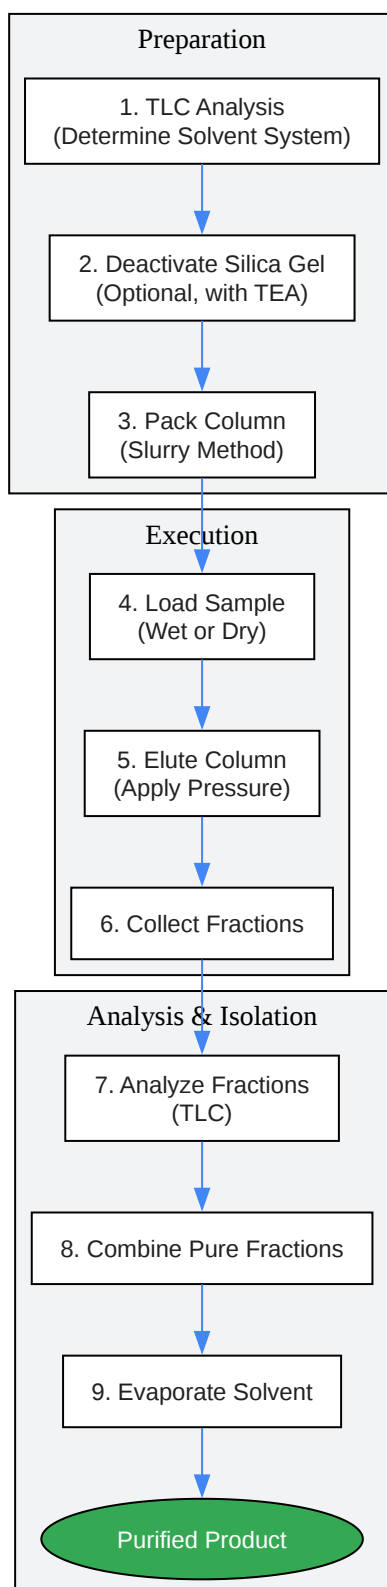 Preparation
1. TLC Analysis
(Determine Solvent System)
2. Deactivate Silica Gel
(Optional, with TEA)
3. Pack Column
(Slurry Method)
Execution
4. Load Sample
(Wet or Dry)
5. Elute Column
(Apply Pressure)
6. Collect Fractions
Analysis & Isolation
7. Analyze Fractions
(TLC)
8. Combine Pure Fractions
9. Evaporate Solvent
Purified Product